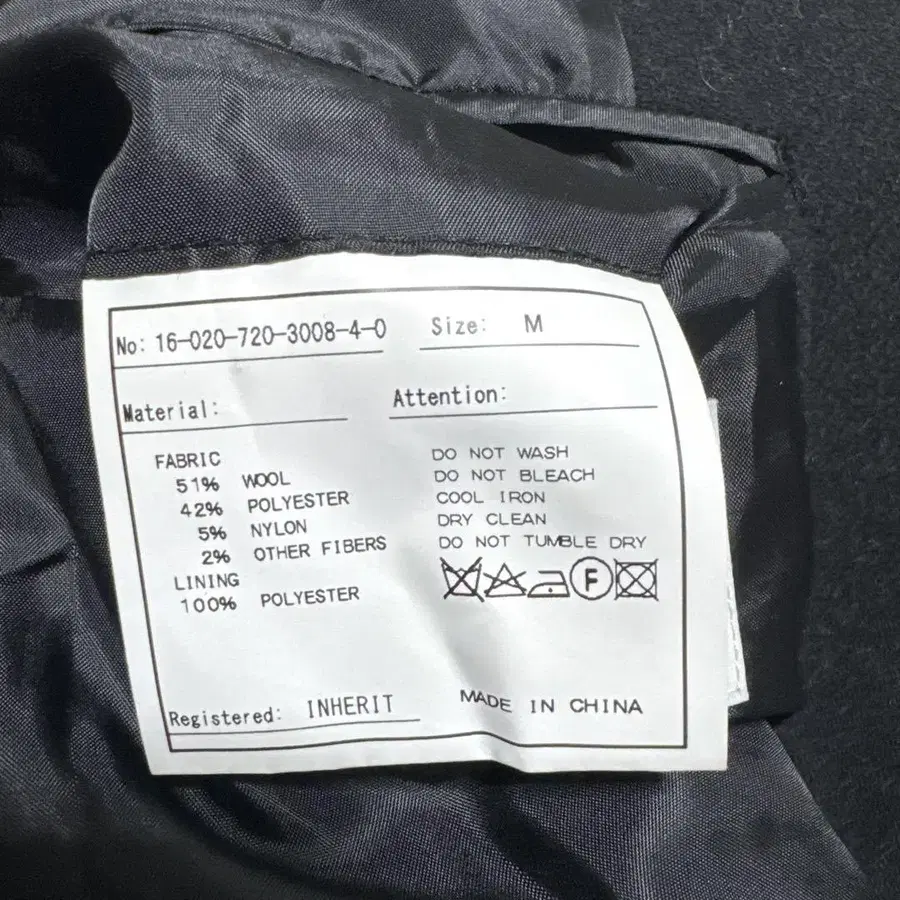 No: 16-020-720-3008-4-0
Size: M
Material:
FABRIC
51% WOOL
42% POLYESTER
5% NYLON
2% OTHER FIBERS
LINING
100% POLYESTER
Attention:
DO NOT WASH
DO NOT BLEACH
COOL IRON
DRY CLEAN
DO NOT TUMBLE DRY
F
Registered: INHERIT
MADE IN CHINA